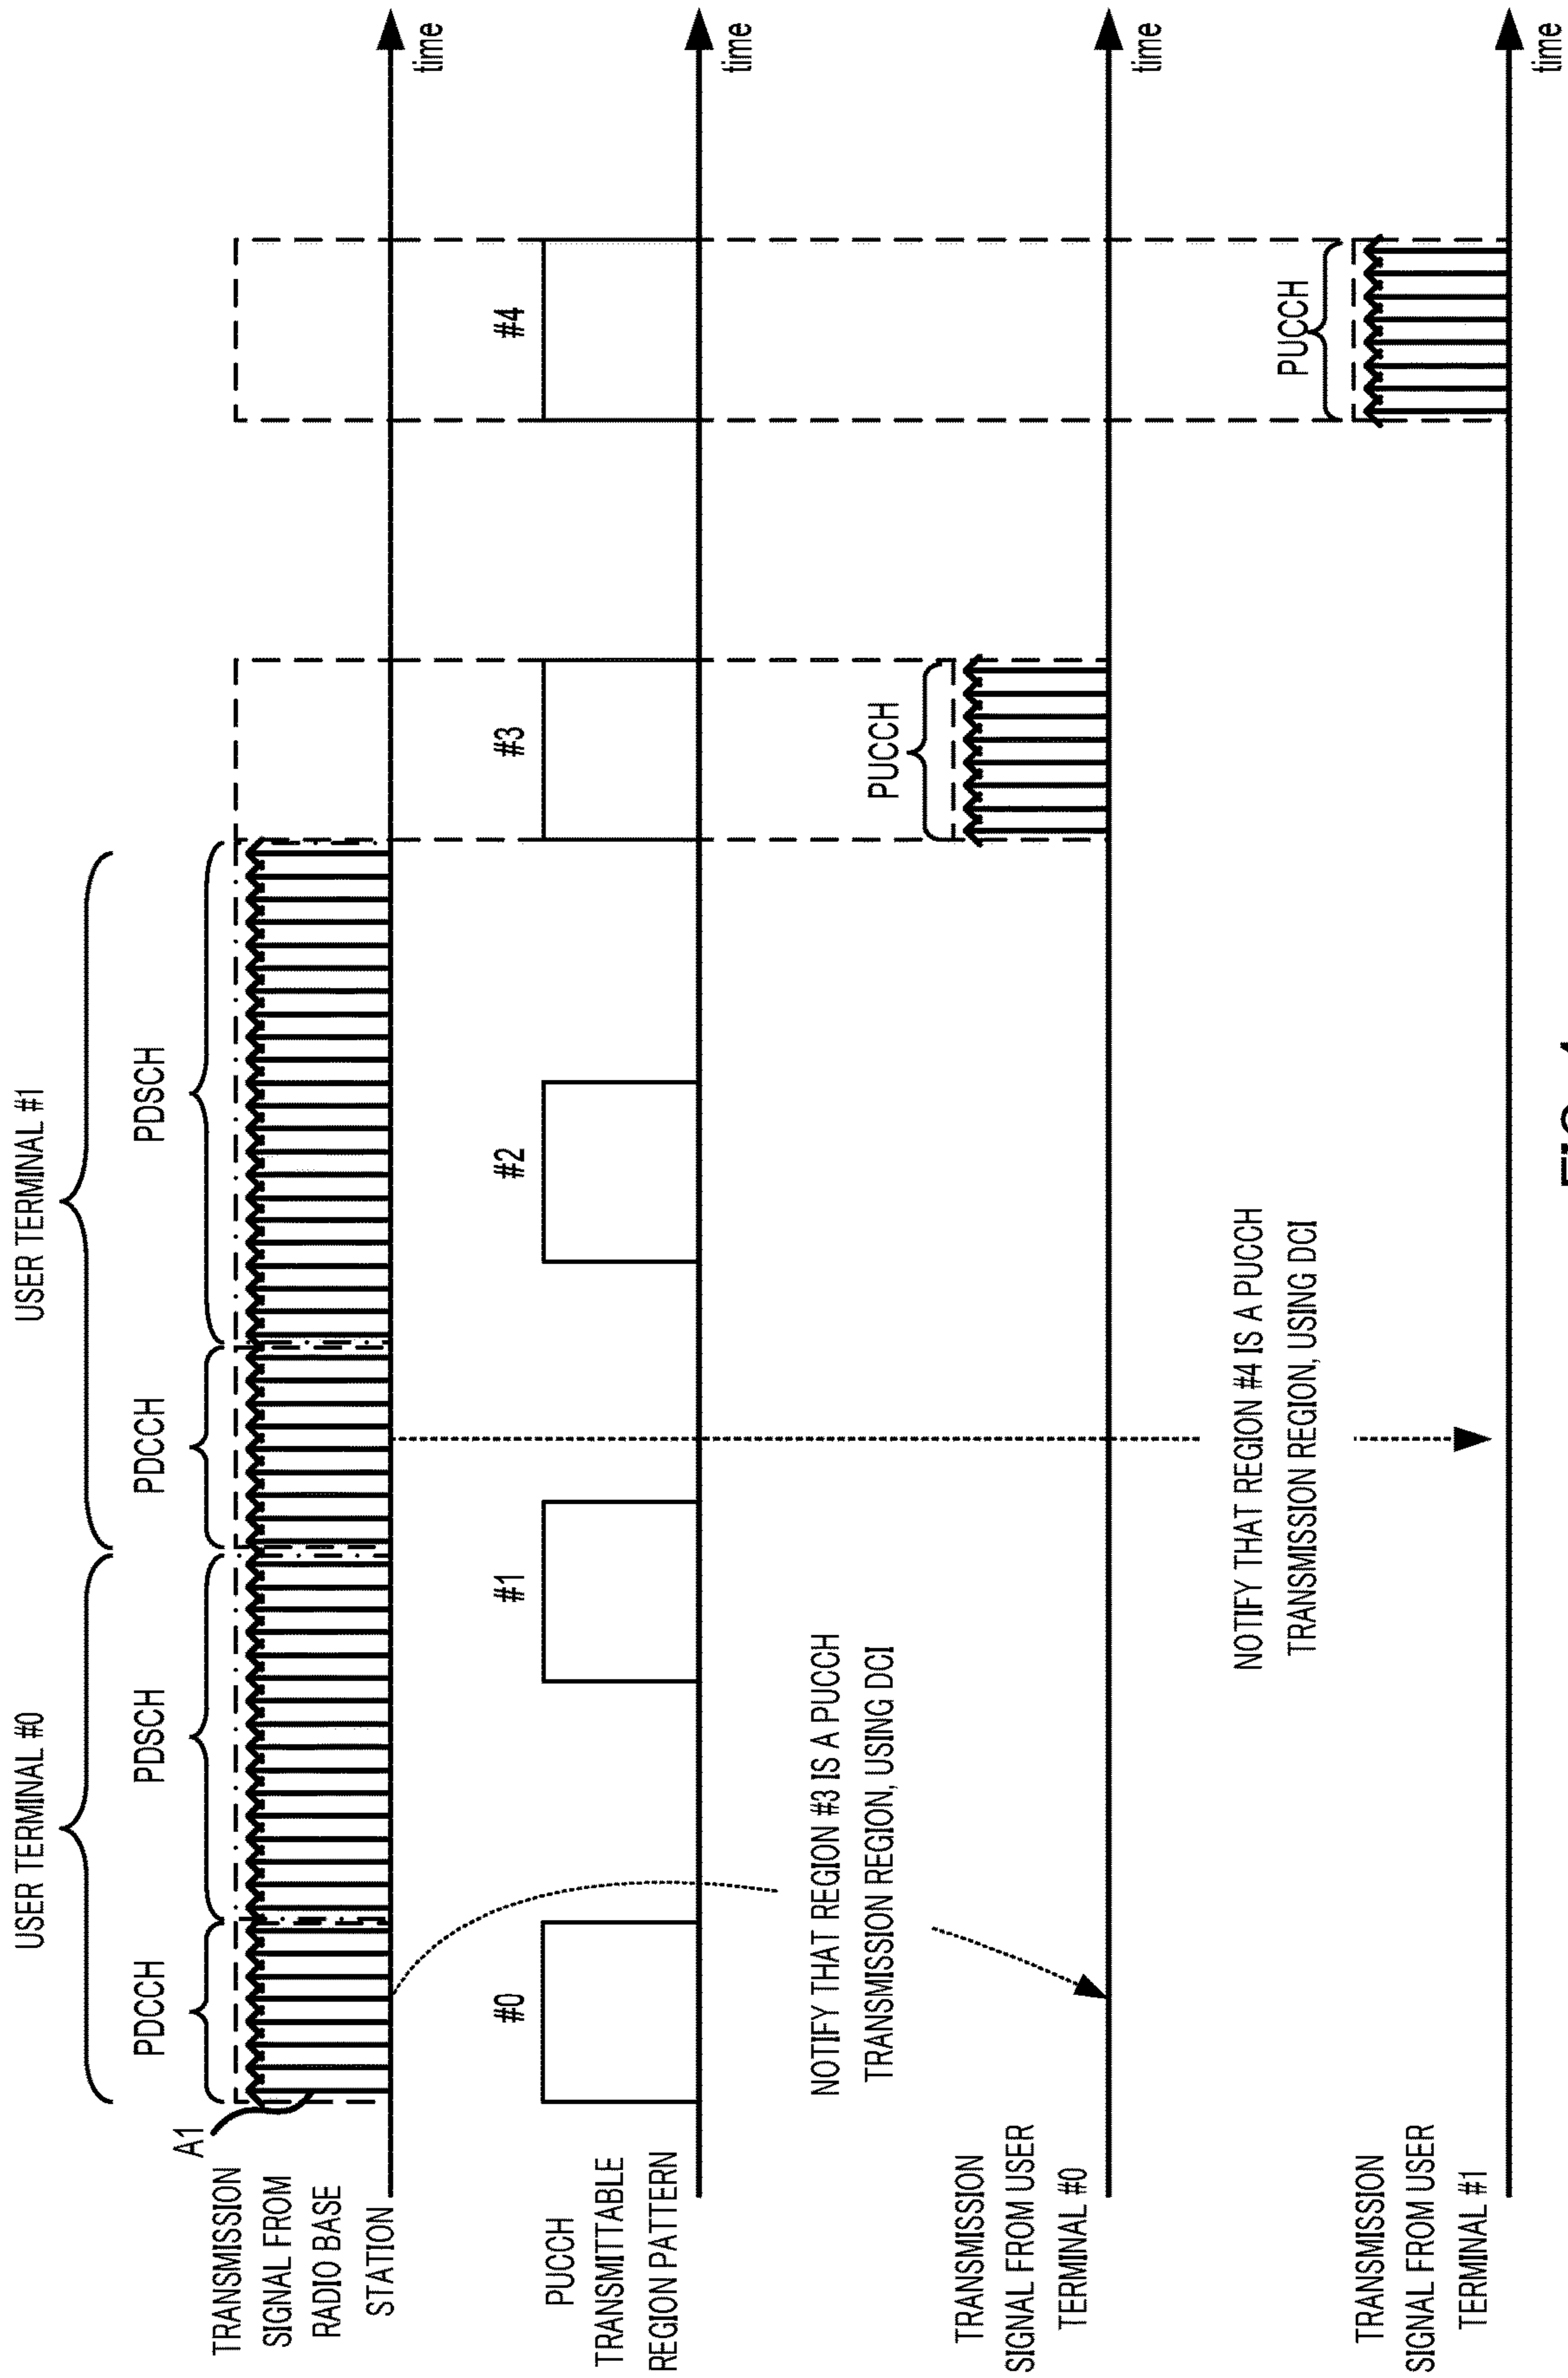 USER TERMINAL #0
USER TERMINAL #1
PDCCH
PDSCH
PDCCH
PDSCH
A1
TRANSMISSION
SIGNAL FROM
RADIO BASE
STATION
time
#0
#1
#2
#3
#4
PUCCH
TRANSMITTABLE
REGION PATTERN
time
NOTIFY THAT REGION #3 IS A PUCCH
TRANSMISSION REGION, USING DCI
PUCCH
TRANSMISSION
SIGNAL FROM USER
TERMINAL #0
time
NOTIFY THAT REGION #4 IS A PUCCH
TRANSMISSION REGION, USING DCI
PUCCH
TRANSMISSION
SIGNAL FROM USER
TERMINAL #1
time